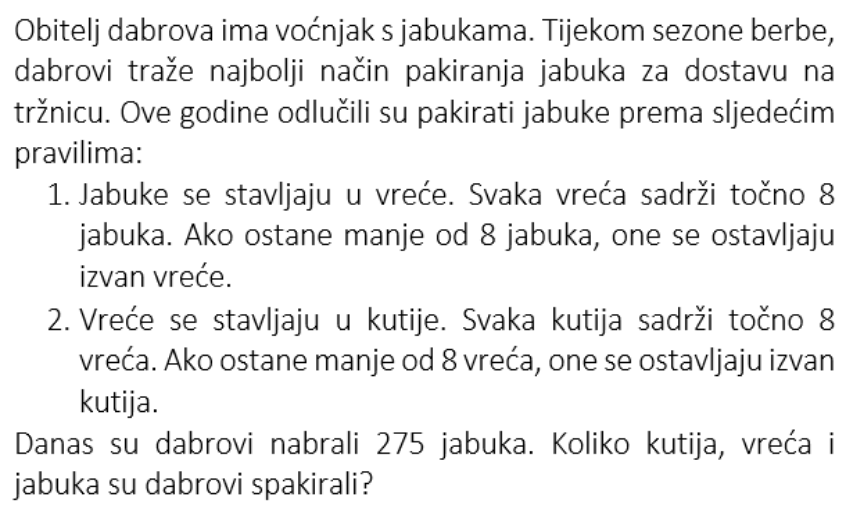 Obitelj dabrova ima voćnjak s jabukama. Tijekom sezone berbe,
dabrovi traže najbolji način pakiranja jabuka za dostavu na
tržnicu. Ove godine odlučili su pakirati jabuke prema sljedećim
pravilima:
1. Jabuke se stavljaju u vreće. Svaka vreća sadrži točno 8
jabuka. Ako ostane manje od 8 jabuka, one se ostavljaju
izvan vreće.
2. Vreće se stavljaju u kutije. Svaka kutija sadrži točno 8
vreća. Ako ostane manje od 8 vreća, one se ostavljaju izvan
kutija.
Danas su dabrovi nabrali 275 jabuka. Koliko kutija, vreća i
jabuka su dabrovi spakirali?